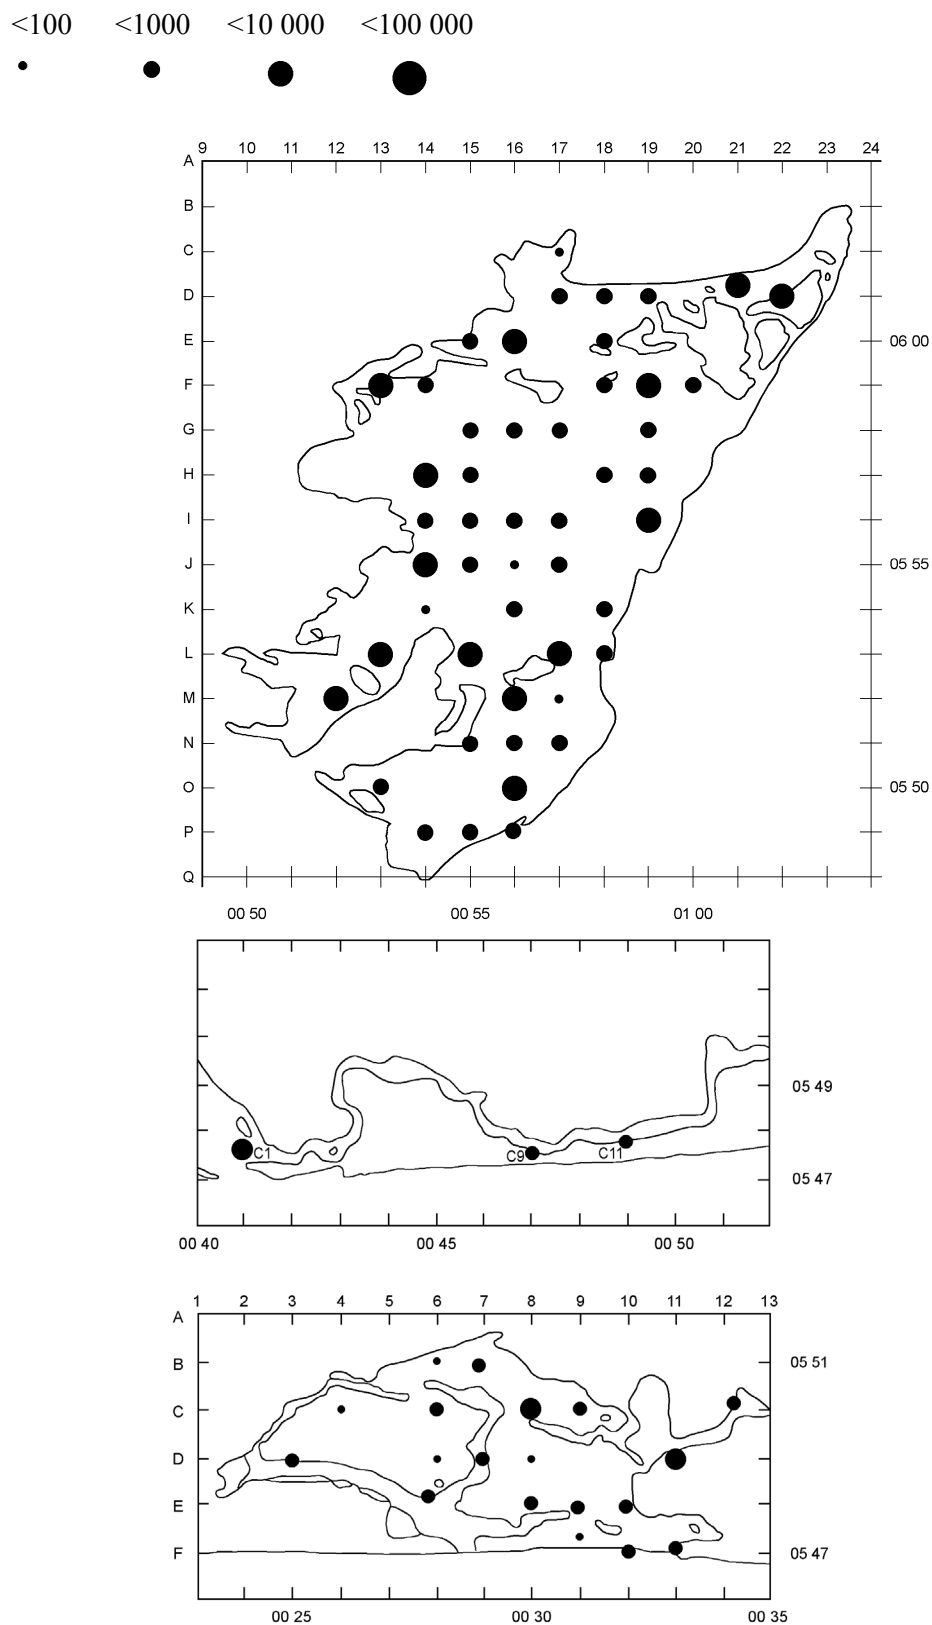 <100 <1000 <10 000 <100 000
9 10 11 12 13 14 15 16 17 18 19 20 21 22 23 24
A
B
C
D
E 06 00
F
G
H
I
J 05 55
K
L
M
N
O 05 50
P
Q
00 50 00 55 01 00
05 49
C1 C9 C11
05 47
00 40 00 45 00 50
1 2 3 4 5 6 7 8 9 10 11 12 13
A
B 05 51
C
D
E
F 05 47
00 25 00 30 00 35